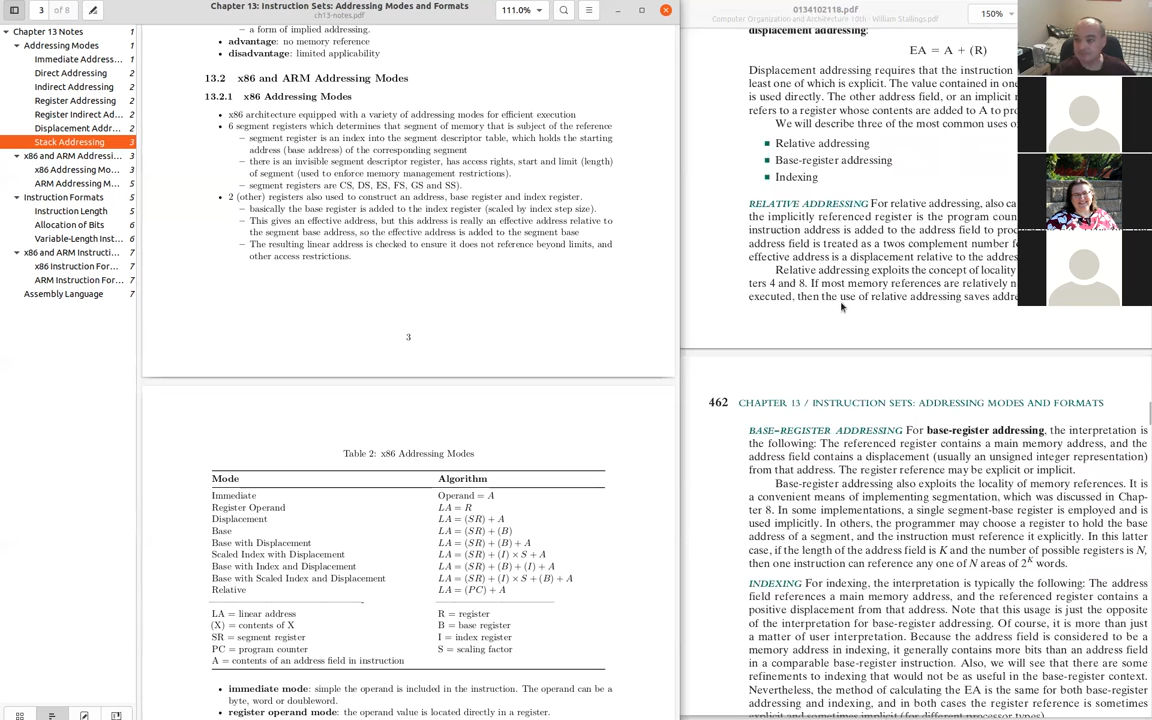 3 of 8
Chapter 13: Instruction Sets: Addressing Modes and Formats
ch13-notes.pdf
111.0%
Chapter 13 Notes 1
Addressing Modes 1
Immediate Address... 1
Direct Addressing 2
Indirect Addressing 2
Register Addressing 2
Register Indirect Ad... 2
Displacement Addr... 2
Stack Addressing 3
x86 and ARM Addressi... 3
x86 Addressing Mo... 3
ARM Addressing M... 5
Instruction Formats 5
Instruction Length 5
Allocation of Bits 6
Variable-Length Inst... 6
x86 and ARM Instructi... 7
x86 Instruction For... 7
ARM Instruction For... 7
Assembly Language 7
– a form of implied addressing.
• advantage: no memory reference
• disadvantage: limited applicability
13.2 x86 and ARM Addressing Modes
13.2.1 x86 Addressing Modes
• x86 architecture equipped with a variety of addressing modes for efficient execution
• 6 segment registers which determines that segment of memory that is subject of the reference
– segment register is an index into the segment descriptor table, which holds the starting
address (base address) of the corresponding segment
– there is an invisible segment descriptor register, has access rights, start and limit (length)
of segment (used to enforce memory management restrictions).
– segment registers are CS, DS, ES, FS, GS and SS).
• 2 (other) registers also used to construct an address, base register and index register.
– basically the base register is added to the index register (scaled by index step size).
– This gives an effective address, but this address is really an effective address relative to
the segment base address, so the effective address is added to the segment base
– The resulting linear address is checked to ensure it does not reference beyond limits, and
other access restrictions.
3
Table 2: x86 Addressing Modes
Mode Algorithm
Immediate Operand = A
Register Operand LA = R
Displacement LA = (SR) + A
Base LA = (SR) + (B)
Base with Displacement LA = (SR) + (B) + A
Scaled Index with Displacement LA = (SR) + (I) × S + A
Base with Index and Displacement LA = (SR) + (B) + (I) + A
Base with Scaled Index and Displacement LA = (SR) + (I) × S + (B) + A
Relative LA = (PC) + A
LA = linear address R = register
(X) = contents of X B = base register
SR = segment register I = index register
PC = program counter S = scaling factor
A = contents of an address field in instruction
• immediate mode: simple the operand is included in the instruction. The operand can be a
byte, word or doubleword.
• register operand mode: the operand value is located directly in a register.
0134102118.pdf
Computer Organization and Architecture 10th - William Stallings.pdf
150%
displacement addressing:
EA = A + (R)
Displacement addressing requires that the instruction
least one of which is explicit. The value contained in one
is used directly. The other address field, or an implicit
refers to a register whose contents are added to A to pro
We will describe three of the most common uses o
■ Relative addressing
■ Base-register addressing
■ Indexing
RELATIVE ADDRESSING For relative addressing, also ca
the implicitly referenced register is the program coun
instruction address is added to the address field to pro
address field is treated as a twos complement number f
effective address is a displacement relative to the addre
Relative addressing exploits the concept of locality
ters 4 and 8. If most memory references are relatively n
executed, then the use of relative addressing saves addre
462 CHAPTER 13 / INSTRUCTION SETS: ADDRESSING MODES AND FORMATS
BASE–REGISTER ADDRESSING For base-register addressing, the interpretation is
the following: The referenced register contains a main memory address, and the
address field contains a displacement (usually an unsigned integer representation)
from that address. The register reference may be explicit or implicit.
Base-register addressing also exploits the locality of memory references. It is
a convenient means of implementing segmentation, which was discussed in Chap-
ter 8. In some implementations, a single segment-base register is employed and is
used implicitly. In others, the programmer may choose a register to hold the base
address of a segment, and the instruction must reference it explicitly. In this latter
case, if the length of the address field is K and the number of possible registers is N,
then one instruction can reference any one of N areas of 2^K words.
INDEXING For indexing, the interpretation is typically the following: The address
field references a main memory address, and the referenced register contains a
positive displacement from that address. Note that this usage is just the opposite
of the interpretation for base-register addressing. Of course, it is more than just
a matter of user interpretation. Because the address field is considered to be a
memory address in indexing, it generally contains more bits than an address field
in a comparable base-register instruction. Also, we will see that there are some
refinements to indexing that would not be as useful in the base-register context.
Nevertheless, the method of calculating the EA is the same for both base-register
addressing and indexing, and in both cases the register reference is sometimes
explicit and sometimes implicit (for different processor types).